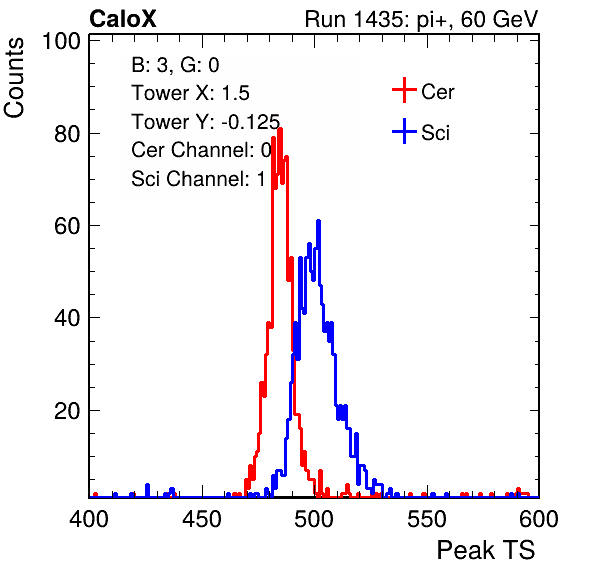 CaloX Run 1435: pi+, 60 GeV
Counts
100
80
60
40
20
B: 3, G: 0
Tower X: 1.5
Tower Y: -0.125
Cer Channel: 0
Sci Channel: 1
Cer
Sci
400 450 500 550 600
Peak TS